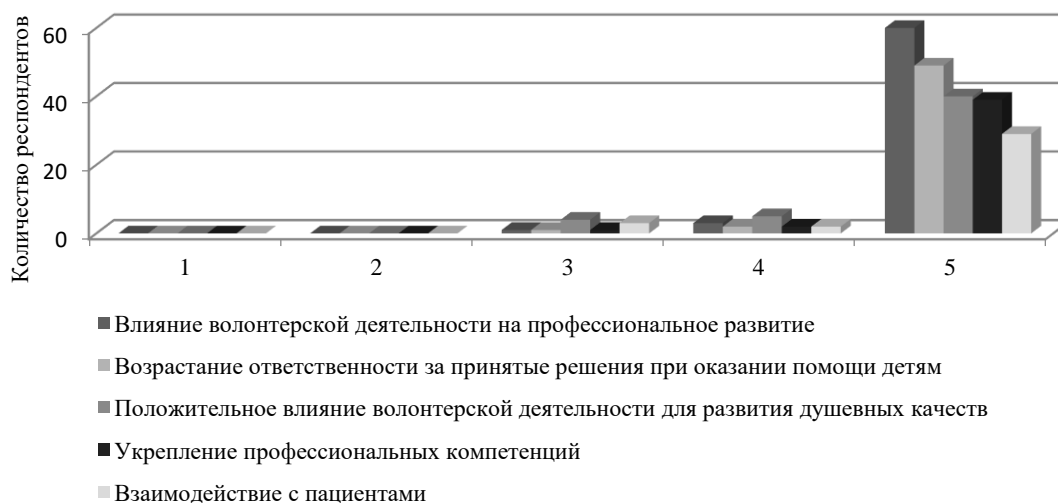 Количество респондентов
60
40
20
0
1 2 3 4 5
Влияние волонтерской деятельности на профессиональное развитие
Возрастание ответственности за принятые решения при оказании помощи детям
Положительное влияние волонтерской деятельности для развития душевных качеств
Укрепление профессиональных компетенций
Взаимодействие с пациентами